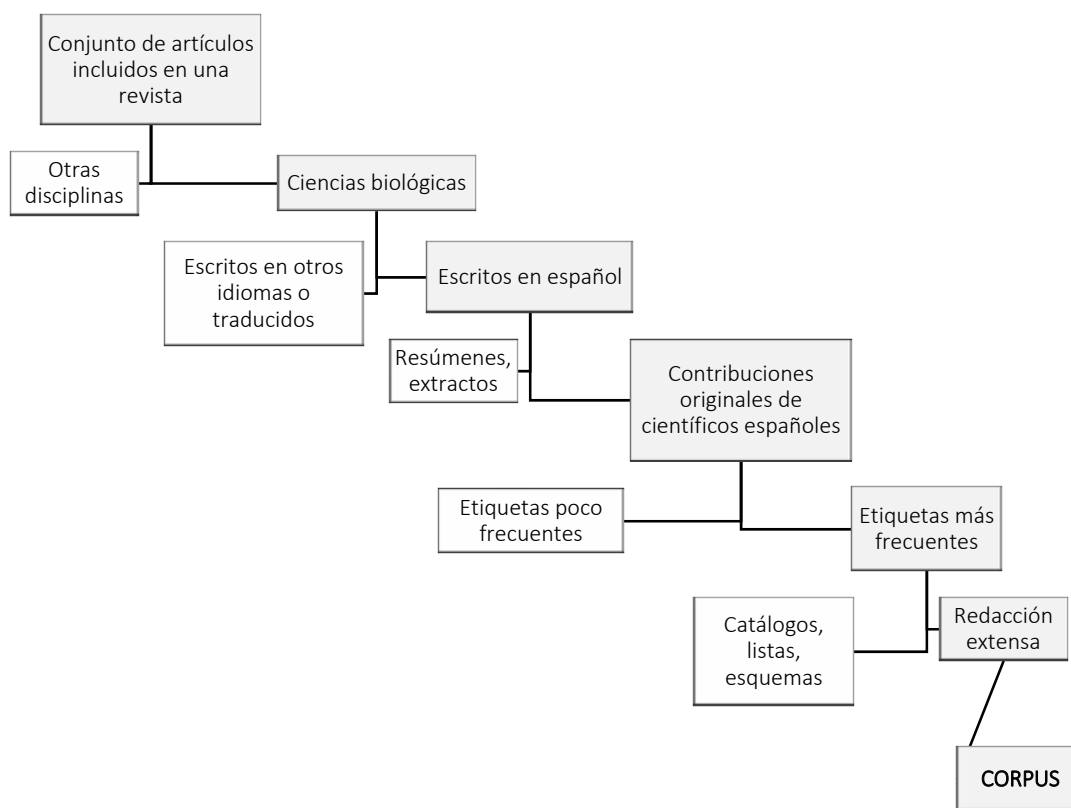 Conjunto de artículos
incluidos en una
revista
Otras
disciplinas
Ciencias biológicas
Escritos en otros
idiomas o
traducidos
Escritos en español
Resúmenes,
extractos
Contribuciones
originales de
científicos españoles
Etiquetas poco
frecuentes
Etiquetas más
frecuentes
Catálogos,
listas,
esquemas
Redacción
extensa
CORPUS